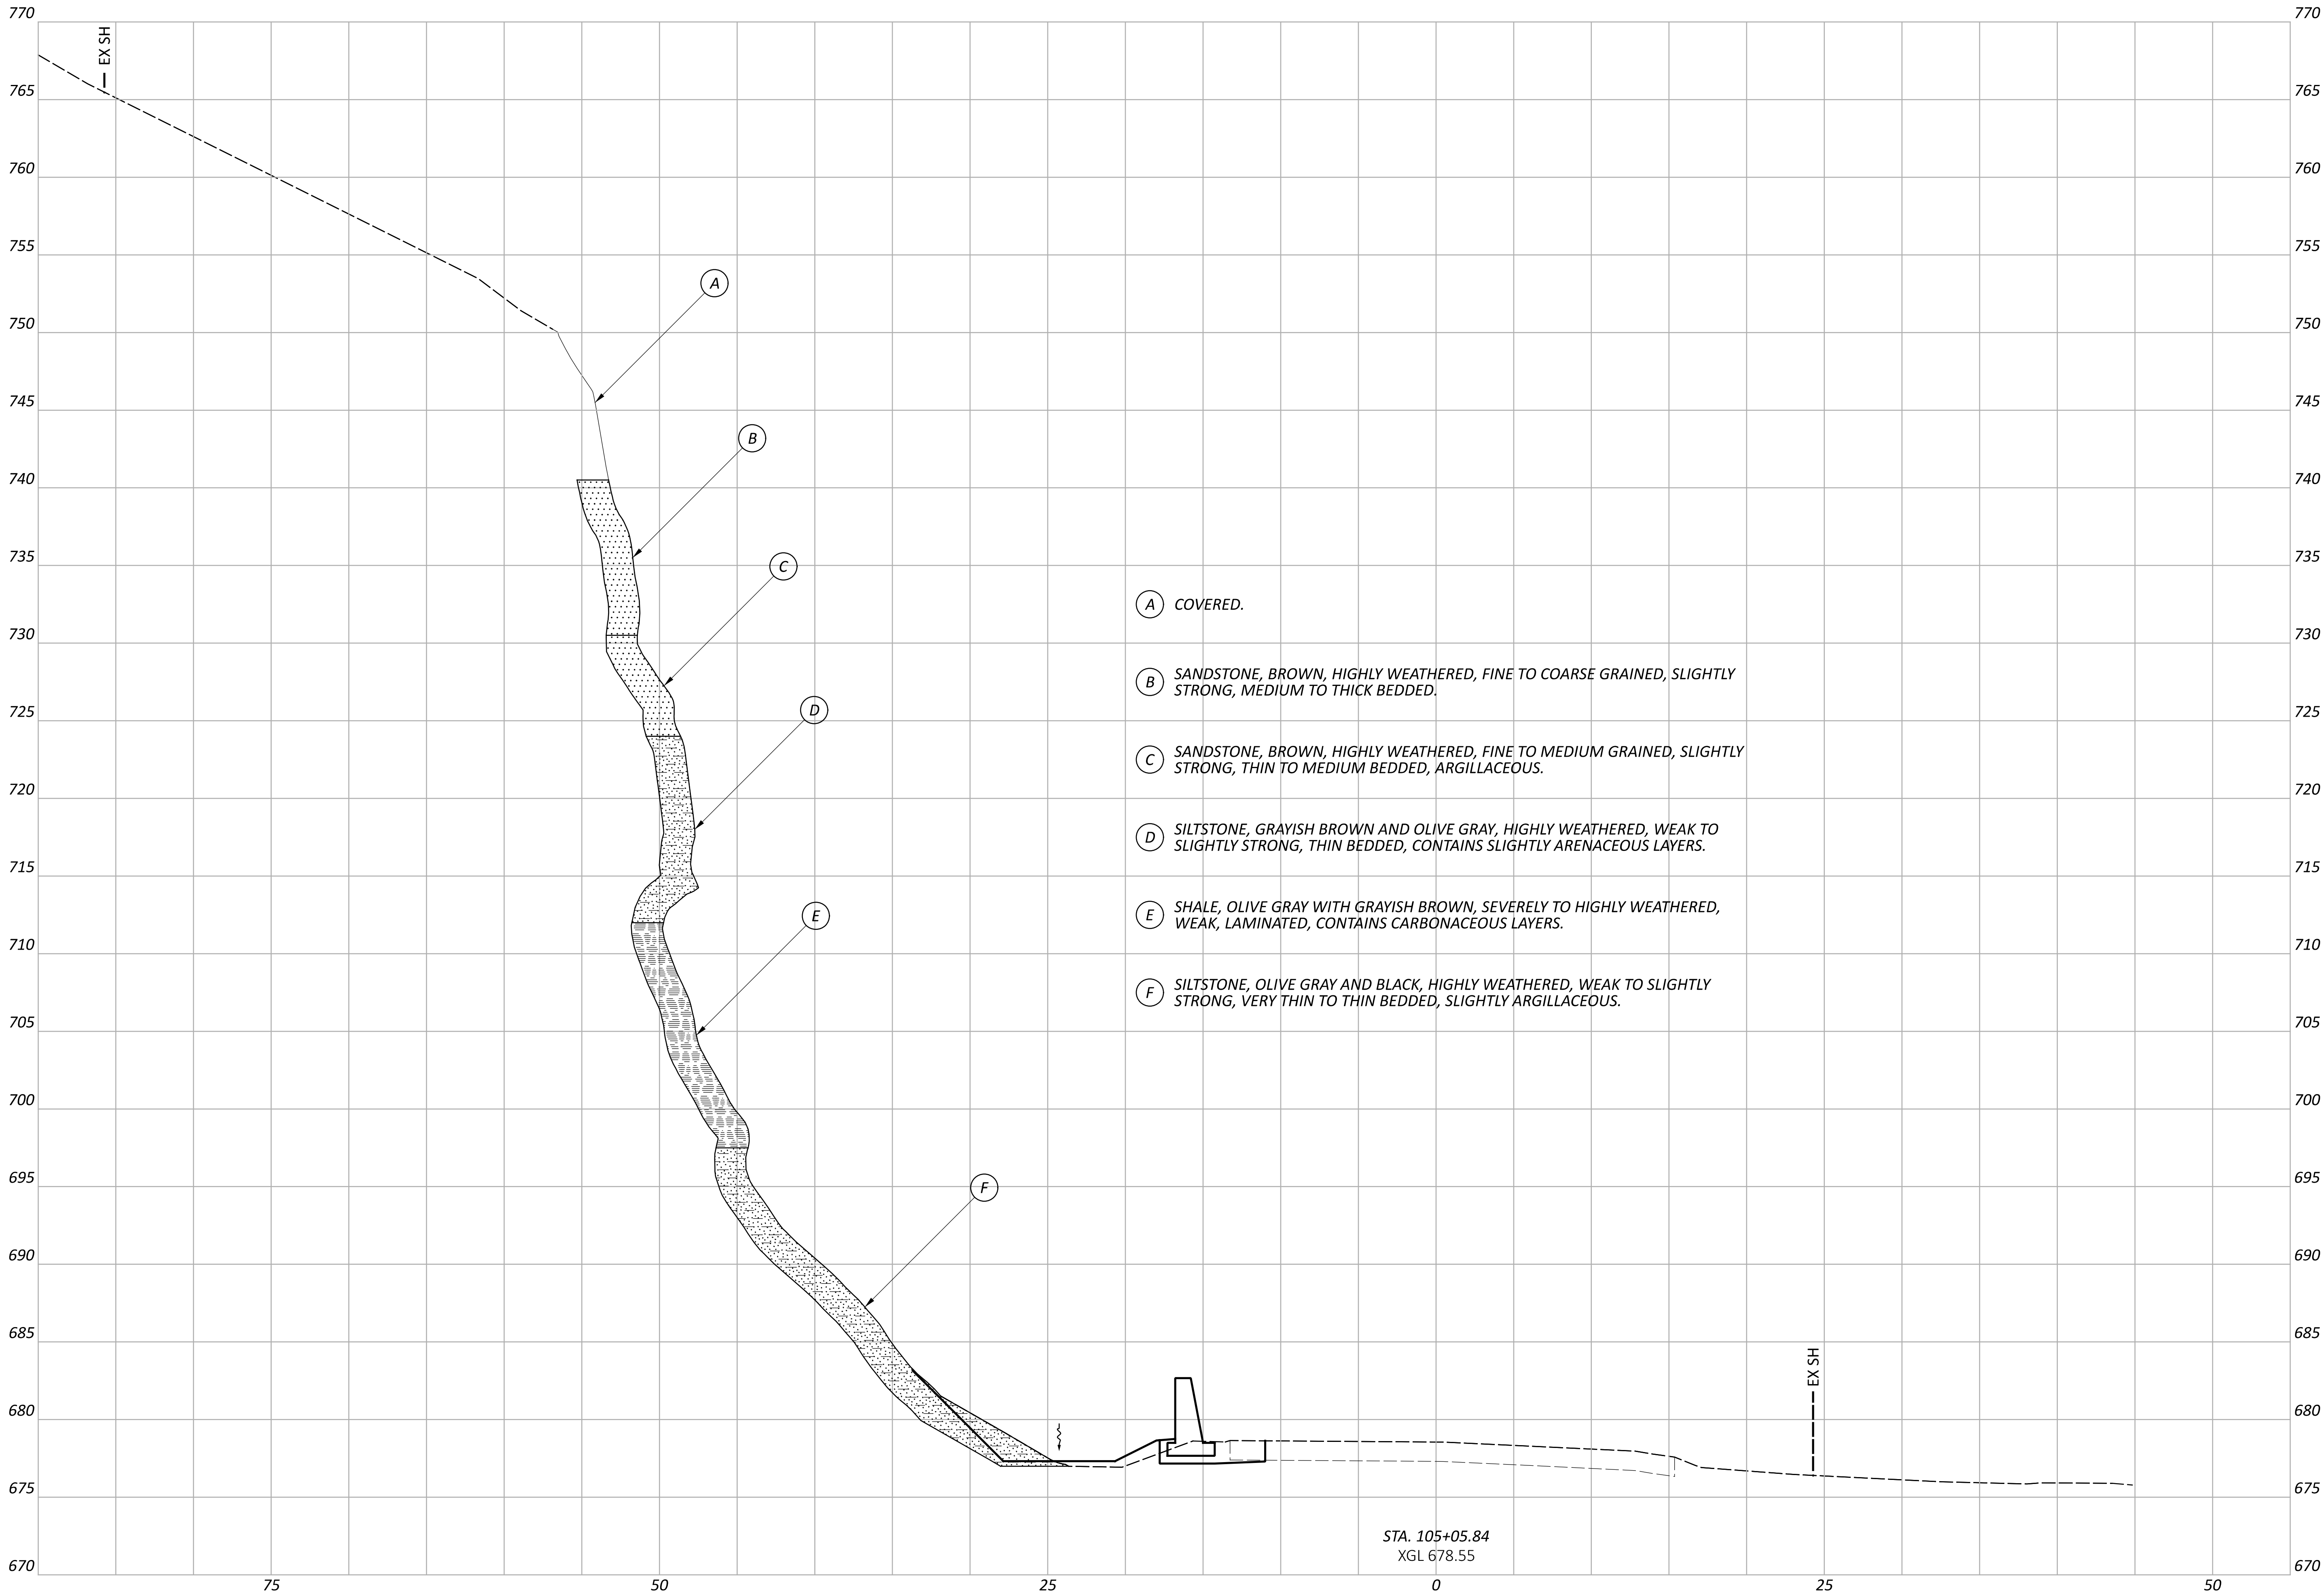 770 770
EX SH
765 765
760 760
755 755
A
750 750
745 745
B
740 740
735 735
C
A COVERED.
730 730
B SANDSTONE, BROWN, HIGHLY WEATHERED, FINE TO COARSE GRAINED, SLIGHTLY
STRONG, MEDIUM TO THICK BEDDED.
D
725 725
C SANDSTONE, BROWN, HIGHLY WEATHERED, FINE TO MEDIUM GRAINED, SLIGHTLY
STRONG, THIN TO MEDIUM BEDDED, ARGILLACEOUS.
720 720
D SILTSTONE, GRAYISH BROWN AND OLIVE GRAY, HIGHLY WEATHERED, WEAK TO
SLIGHTLY STRONG, THIN BEDDED, CONTAINS SLIGHTLY ARENACEOUS LAYERS.
715 715
E
E SHALE, OLIVE GRAY WITH GRAYISH BROWN, SEVERELY TO HIGHLY WEATHERED,
WEAK, LAMINATED, CONTAINS CARBONACEOUS LAYERS.
710 710
F SILTSTONE, OLIVE GRAY AND BLACK, HIGHLY WEATHERED, WEAK TO SLIGHTLY
STRONG, VERY THIN TO THIN BEDDED, SLIGHTLY ARGILLACEOUS.
705 705
700 700
695 695
F
690 690
685 685
EX SH
680 680
675 675
STA. 105+05.84
XGL 678.55
670 670
75 50 25 0 25 50